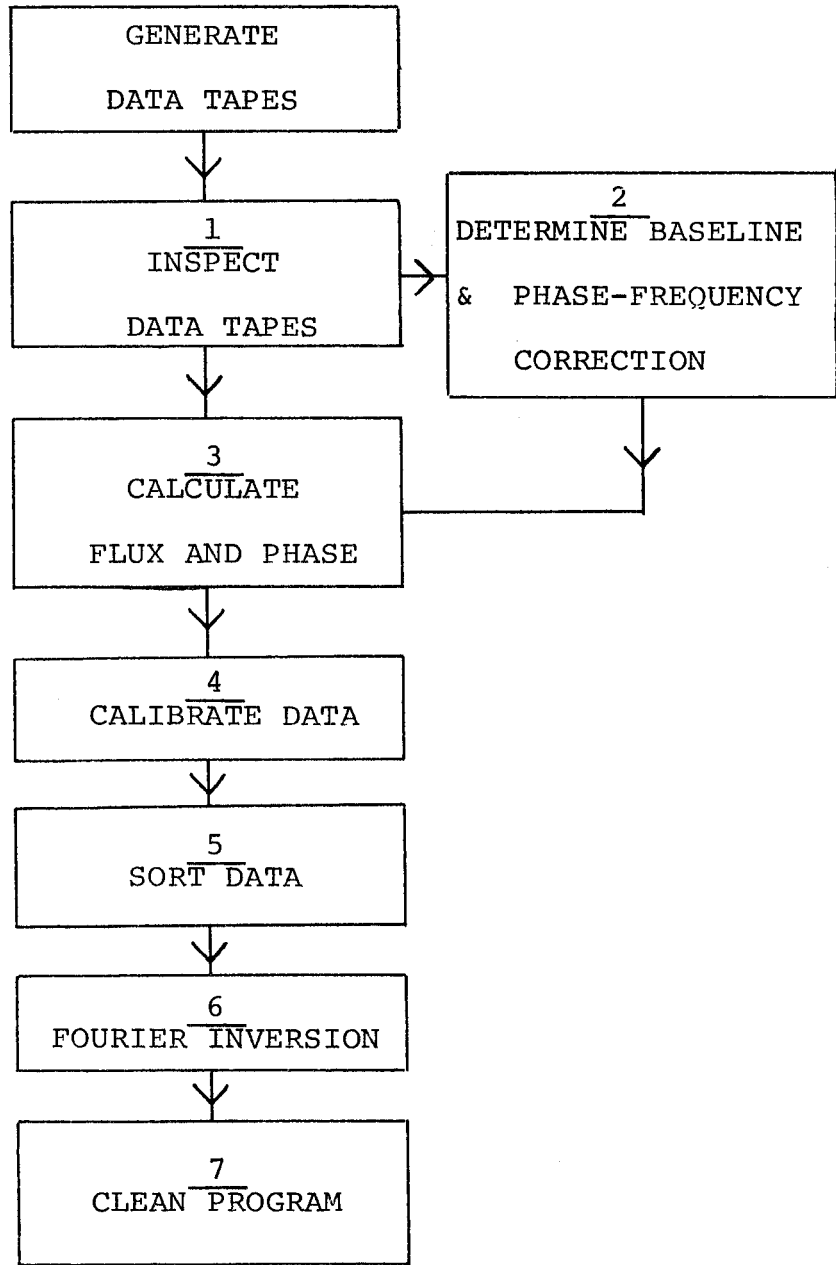 GENERATE
DATA TAPES
1
INSPECT
DATA TAPES
2
DETERMINE BASELINE
& PHASE-FREQUENCY
CORRECTION
3
CALCULATE
FLUX AND PHASE
4
CALIBRATE DATA
5
SORT DATA
6
FOURIER INVERSION
7
CLEAN PROGRAM